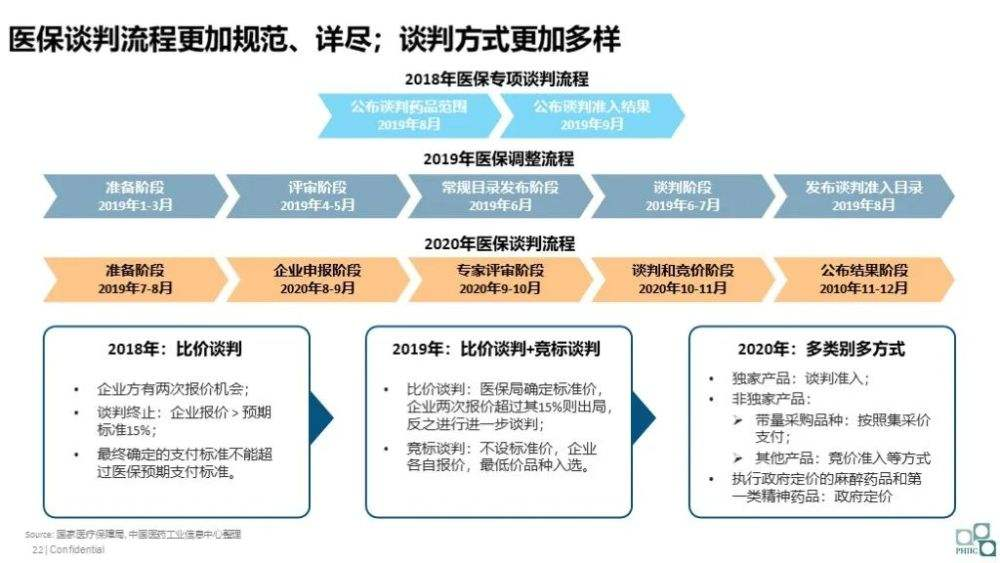 医保谈判流程更加规范、详尽；谈判方式更加多样
2018年医保专项谈判流程
公布谈判药品范围
2019年8月
公布谈判准入结果
2019年9月
2019年医保调整流程
准备阶段
2019年1-3月
评审阶段
2019年4-5月
常规目录发布阶段
2019年6月
谈判阶段
2019年6-7月
发布谈判准入目录
2019年8月
2020年医保谈判流程
准备阶段
2019年7-8月
企业申报阶段
2020年8-9月
专家评审阶段
2020年9-10月
谈判和竞价阶段
2020年10-11月
公布结果阶段
2010年11-12月
2018年：比价谈判
• 企业方有两次报价机会；
• 谈判终止：企业报价＞预期
标准15%；
• 最终确定的支付标准不能超
过医保预期支付标准。
2019年：比价谈判+竞标谈判
• 比价谈判：医保局确定标准价，
企业两次报价超过其15%则出局，
反之进行进一步谈判；
• 竞标谈判：不设标准价，企业
各自报价，最低价品种入选。
2020年：多类别多方式
• 独家产品：谈判准入；
• 非独家产品：
➢ 带量采购品种：按照集采价
支付；
➢ 其他产品：竞价准入等方式
• 执行政府定价的麻醉药品和第
一类精神药品：政府定价
Source: 国家医疗保障局, 中国医药工业信息中心整理
22| Confidential
PHIIC